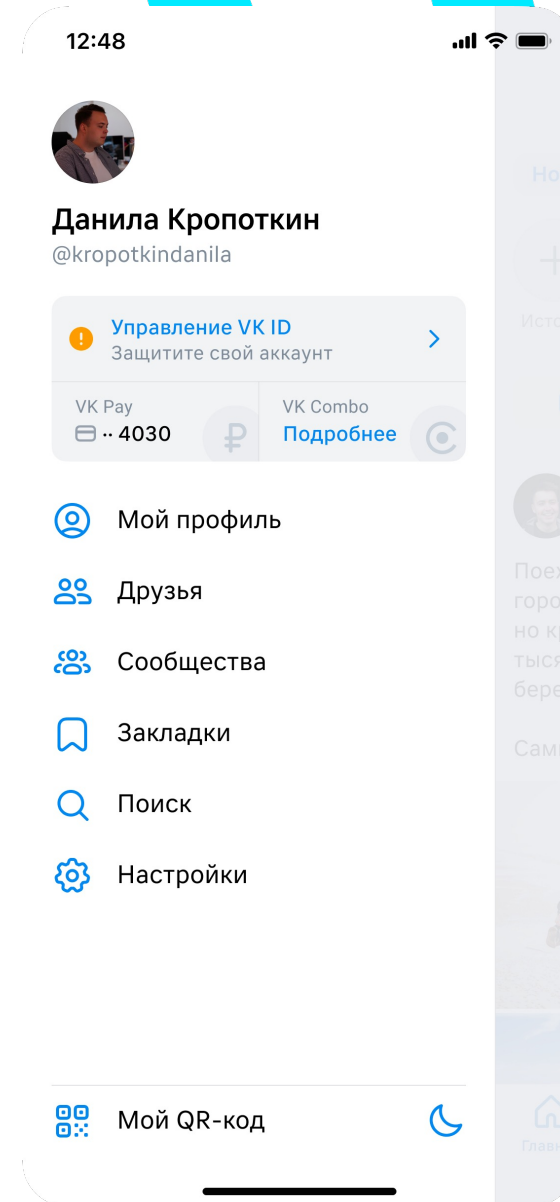 12:48
Данила Кропоткин
@kropotkindanila
Управление VK ID
Защитите свой аккаунт
VK Pay
·· 4030
VK Combo
Подробнее
Мой профиль
Друзья
Сообщества
Закладки
Поиск
Настройки
Мой QR-код